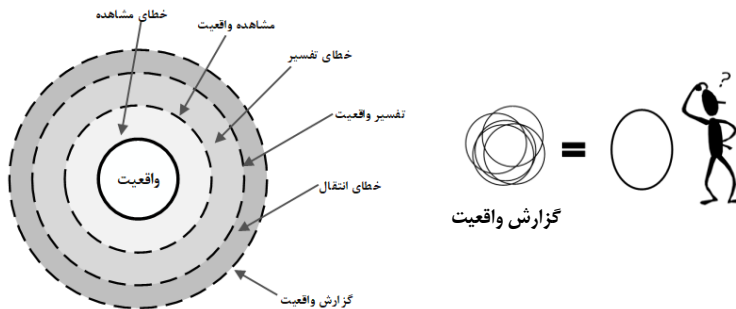 خطای مشاهده
مشاهده واقعیت
خطای تفسیر
تفسیر واقعیت
خطای انتقال
گزارش واقعیت
واقعیت
?
=
گزارش واقعیت